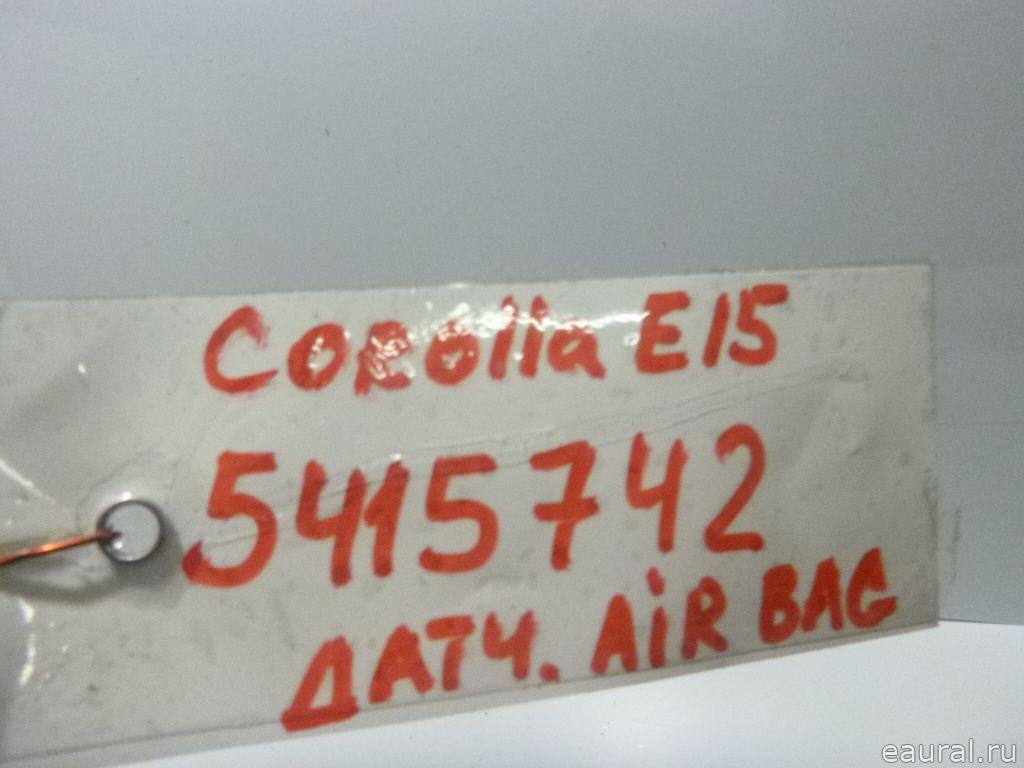 Corolla E15
5415742
ДАТЧ. AiR BAG
eaural.ru